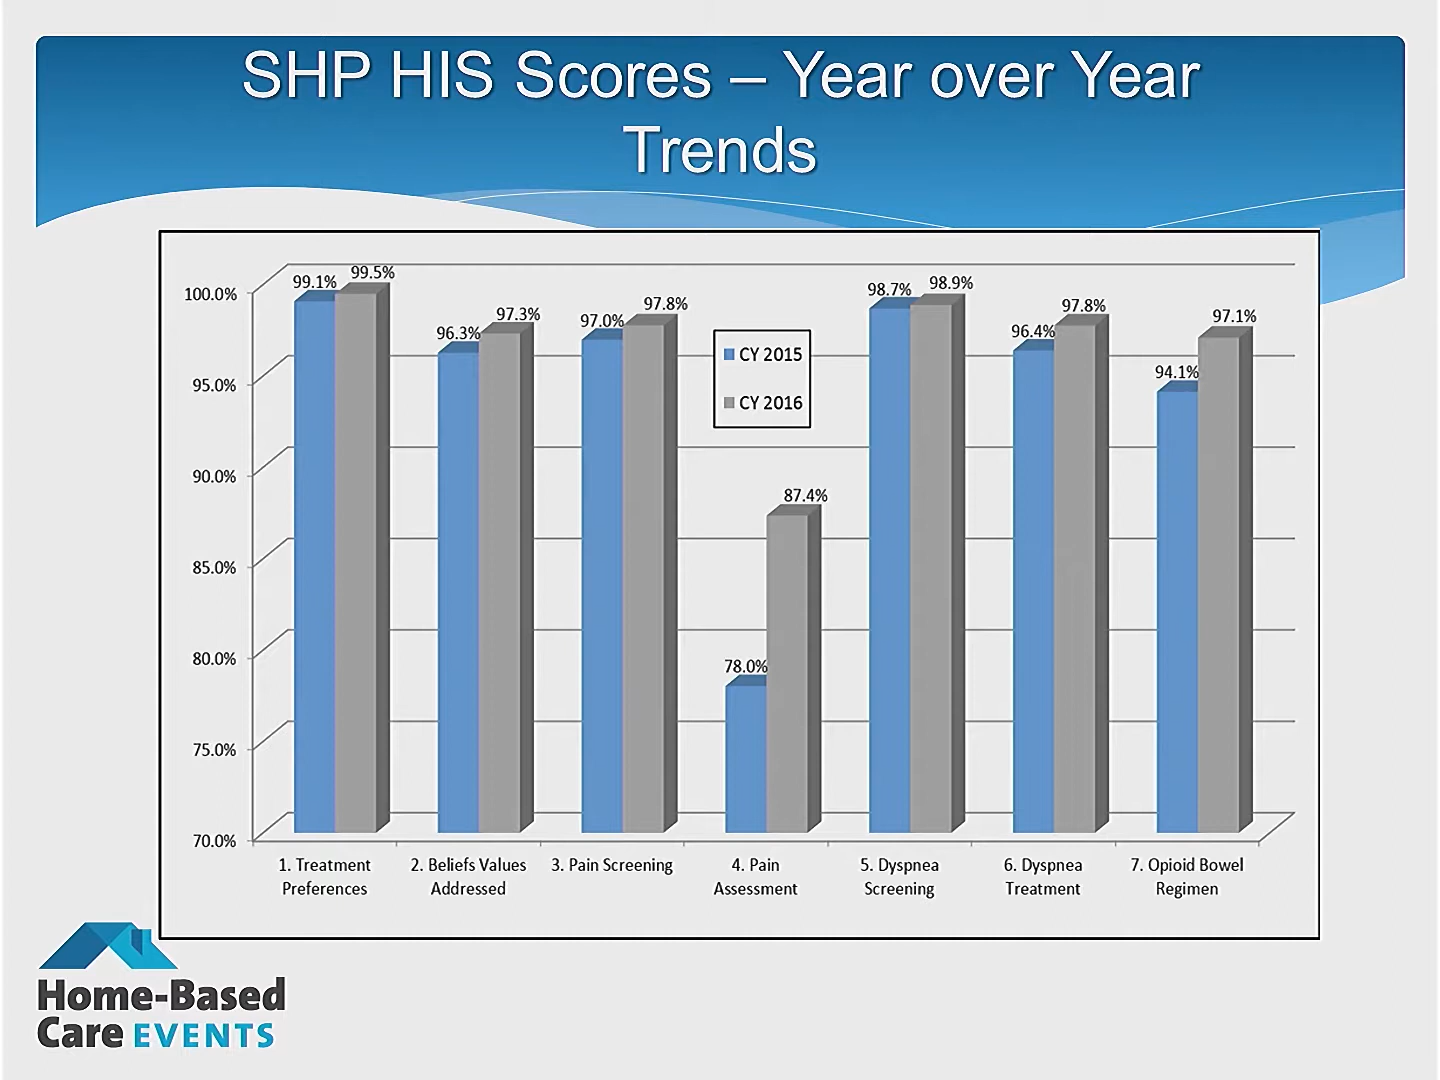 SHP HIS Scores – Year over Year
Trends
99.1%
99.5%
96.3%
97.3%
97.0%
97.8%
78.0%
87.4%
98.7%
98.9%
96.4%
97.8%
94.1%
97.1%
CY 2015
CY 2016
100.0%
95.0%
90.0%
85.0%
80.0%
75.0%
70.0%
1. Treatment
Preferences
2. Beliefs Values
Addressed
3. Pain Screening
4. Pain
Assessment
5. Dyspnea
Screening
6. Dyspnea
Treatment
7. Opioid Bowel
Regimen
Home-Based
Care EVENTS